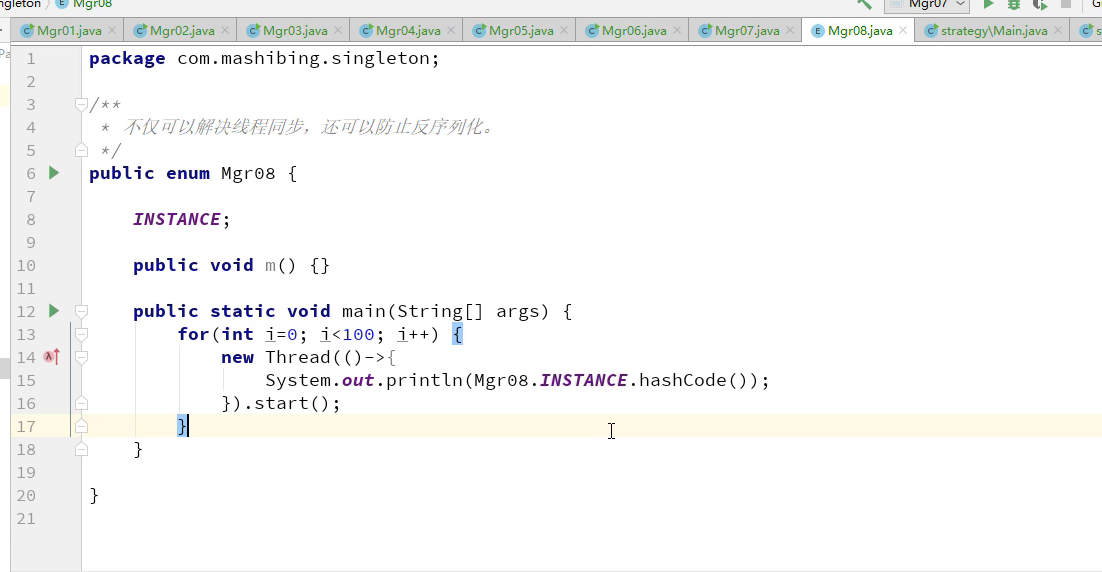 ngleton Mgr08 Mgr07
Mgr01.java Mgr02.java Mgr03.java Mgr04.java Mgr05.java Mgr06.java Mgr07.java Mgr08.java strategy\Main.java
1 package com.mashibing.singleton;
2
3 /**
4 * 不仅可以解决线程同步，还可以防止反序列化。
5 */
6 public enum Mgr08 {
7
8 INSTANCE;
9
10 public void m() {}
11
12 public static void main(String[] args) {
13 for(int i=0; i<100; i++) {
14 new Thread(()->{
15 System.out.println(Mgr08.INSTANCE.hashCode());
16 }).start();
17 }
18 }
19
20 }
21